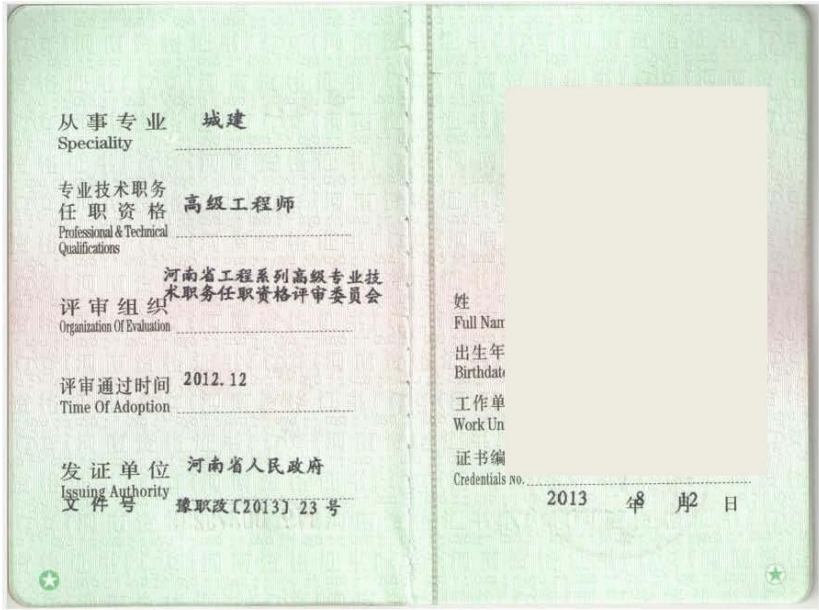 从事专业 城建
Speciality
专业技术职务
任职资格 高级工程师
Professional & Technical
Qualifications
河南省工程系列高级专业技
术职务任职资格评审委员会
评审组织
Organization Of Evaluation
评审通过时间 2012.12
Time Of Adoption
发证单位 河南省人民政府
Issuing Authority
文件号 豫职改〔2013〕23号
姓
Full Nam
出生年
Birthdate
工作单
Work Un
证书编
Credentials No.
2013 年 8 月 12 日